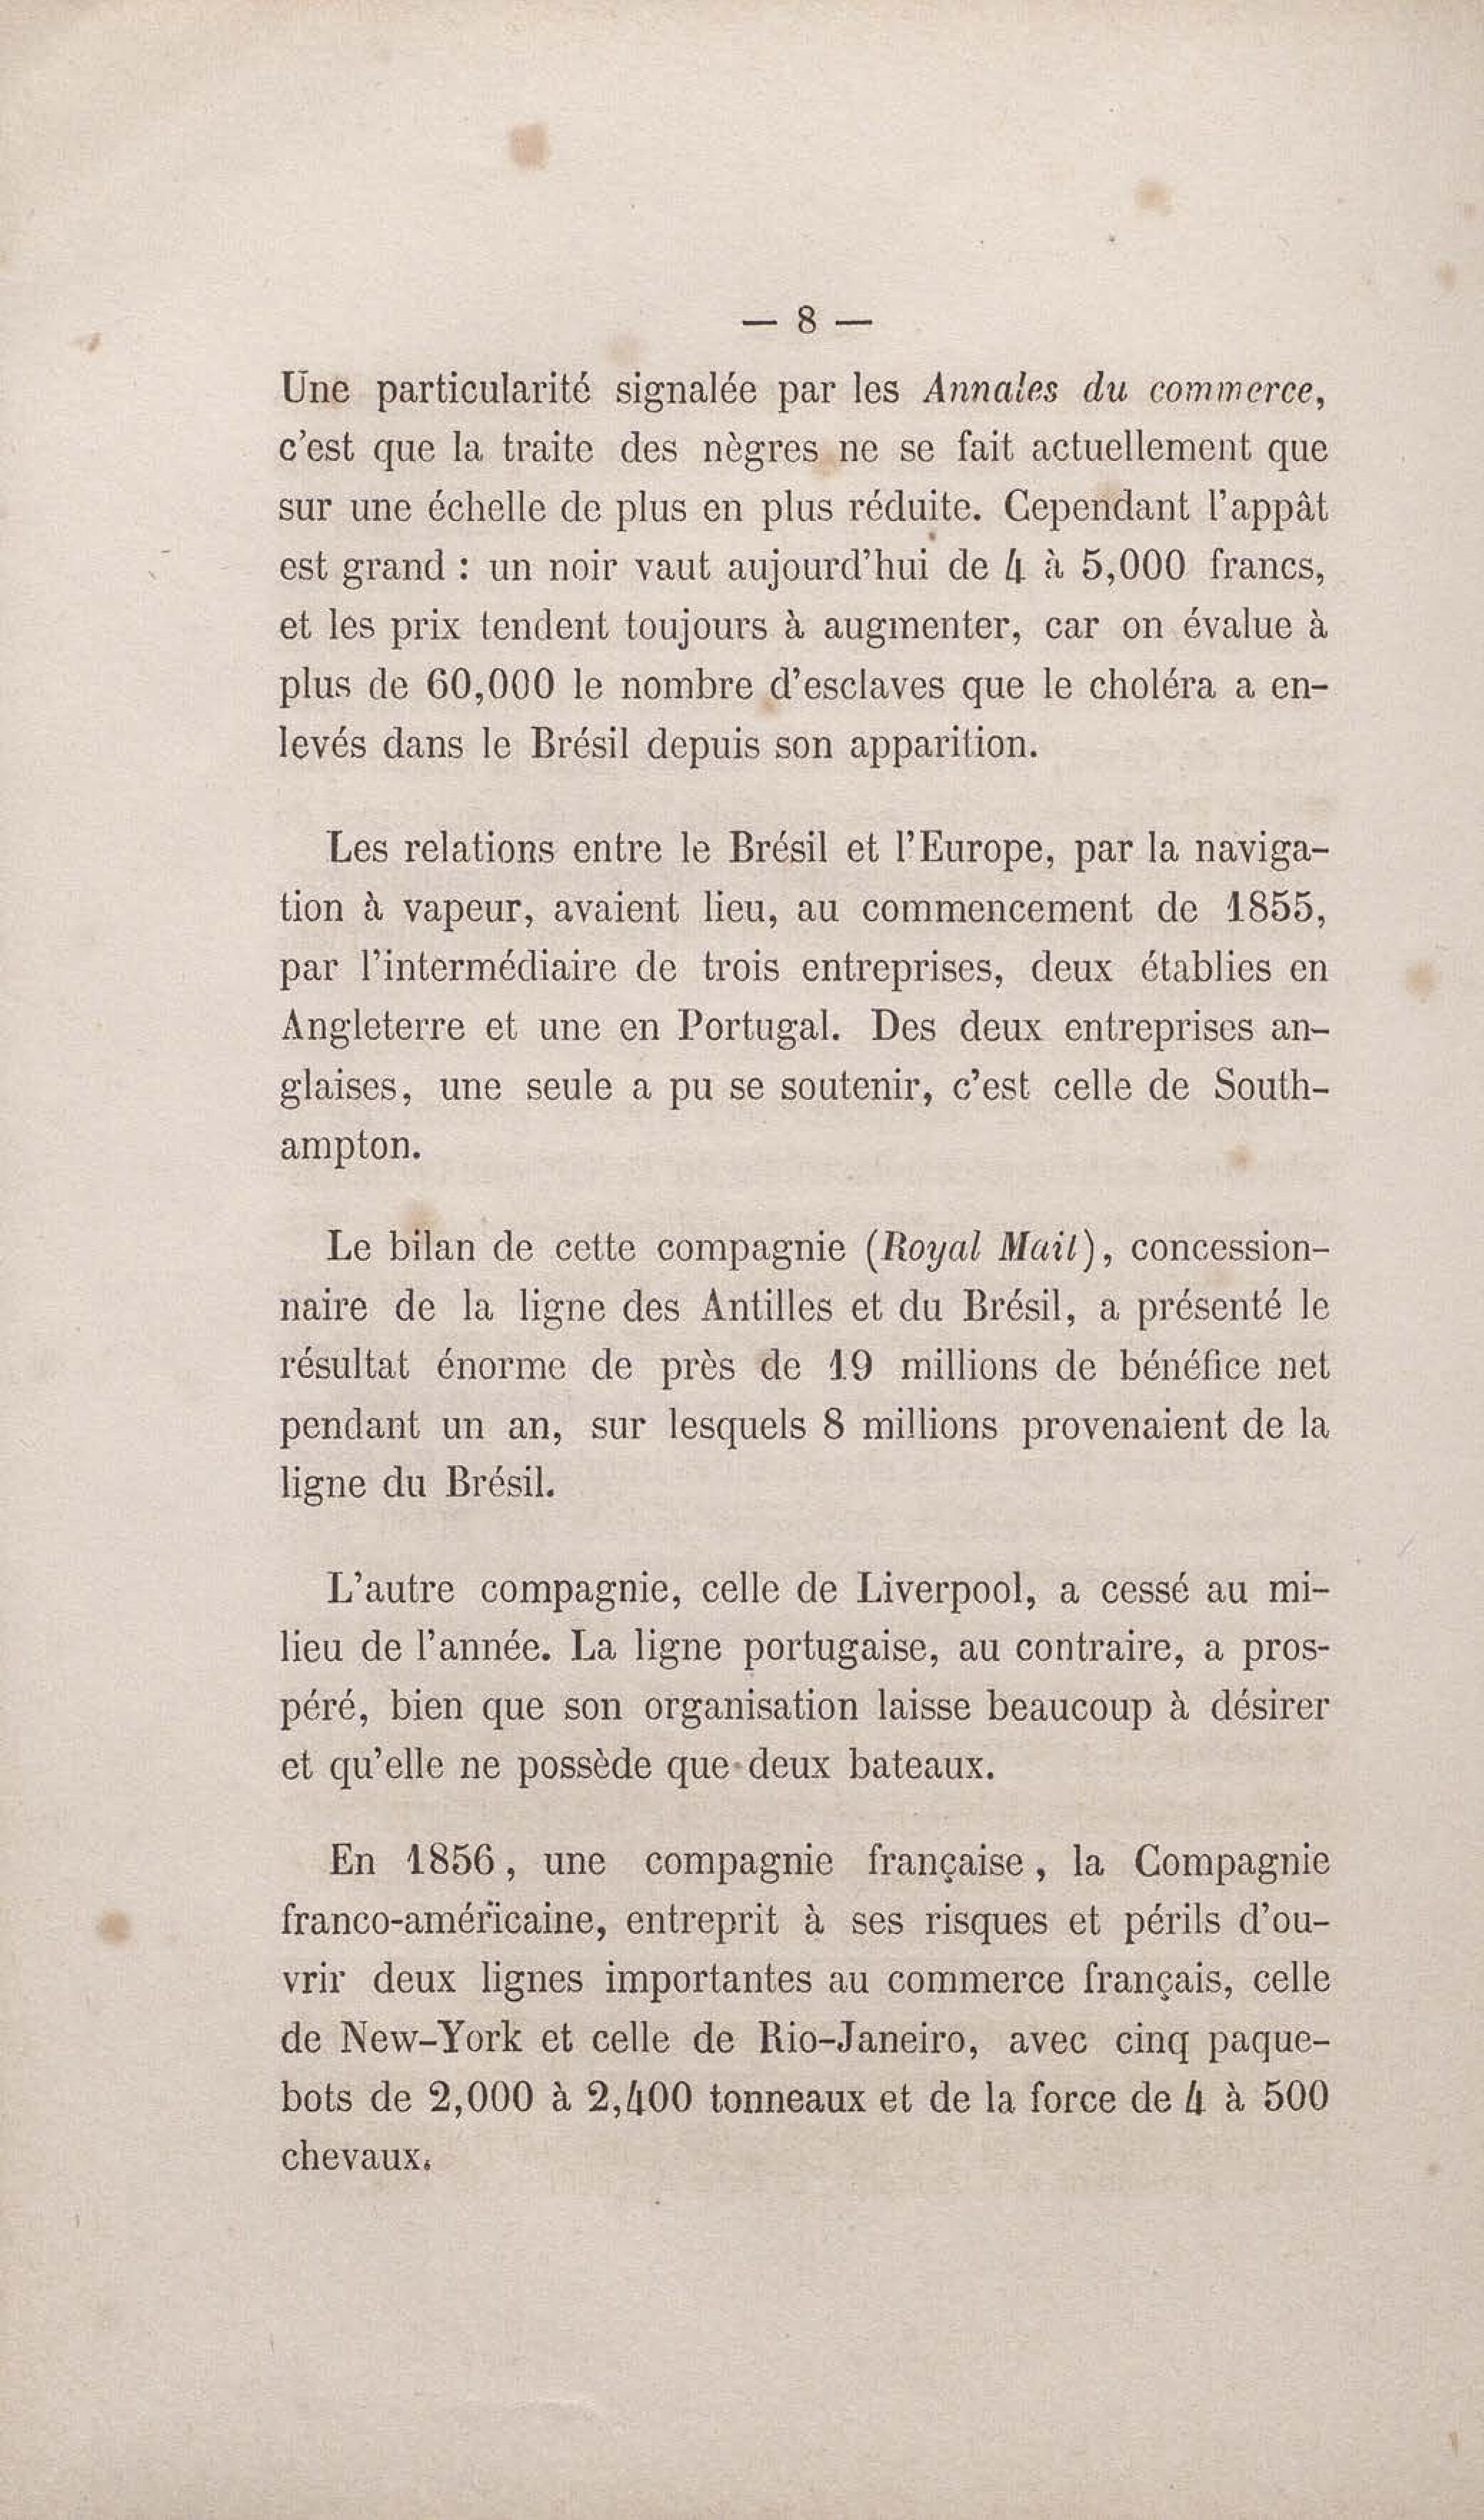 — 8 —
Une particularité signalée par les Annales du commerce,
c'est que la traite des nègres ne se fait actuellement que
sur une échelle de plus en plus réduite. Cependant l'appât
est grand : un noir vaut aujourd'hui de 4 à 5,000 francs,
et les prix tendent toujours à augmenter, car on évalue à
plus de 60,000 le nombre d'esclaves que le choléra a en-
levés dans le Brésil depuis son apparition.
Les relations entre le Brésil et l'Europe, par la naviga-
tion à vapeur, avaient lieu, au commencement de 1855,
par l'intermédiaire de trois entreprises, deux établies en
Angleterre et une en Portugal. Des deux entreprises an-
glaises, une seule a pu se soutenir, c'est celle de South-
ampton.
Le bilan de cette compagnie (Royal Mail), concession-
naire de la ligne des Antilles et du Brésil, a présenté le
résultat énorme de près de 19 millions de bénéfice net
pendant un an, sur lesquels 8 millions provenaient de la
ligne du Brésil.
L'autre compagnie, celle de Liverpool, a cessé au mi-
lieu de l'année. La ligne portugaise, au contraire, a pros-
péré, bien que son organisation laisse beaucoup à désirer
et qu'elle ne possède que deux bateaux.
En 1856, une compagnie française, la Compagnie
franco-américaine, entreprit à ses risques et périls d'ou-
vrir deux lignes importantes au commerce français, celle
de New-York et celle de Rio-Janeiro, avec cinq paque-
bots de 2,000 à 2,400 tonneaux et de la force de 4 à 500
chevaux.